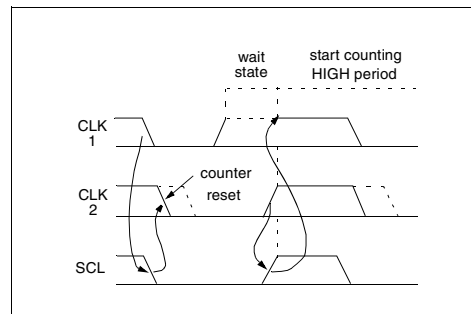 wait
state
start counting
HIGH period
CLK
1
counter
reset
CLK
2
SCL